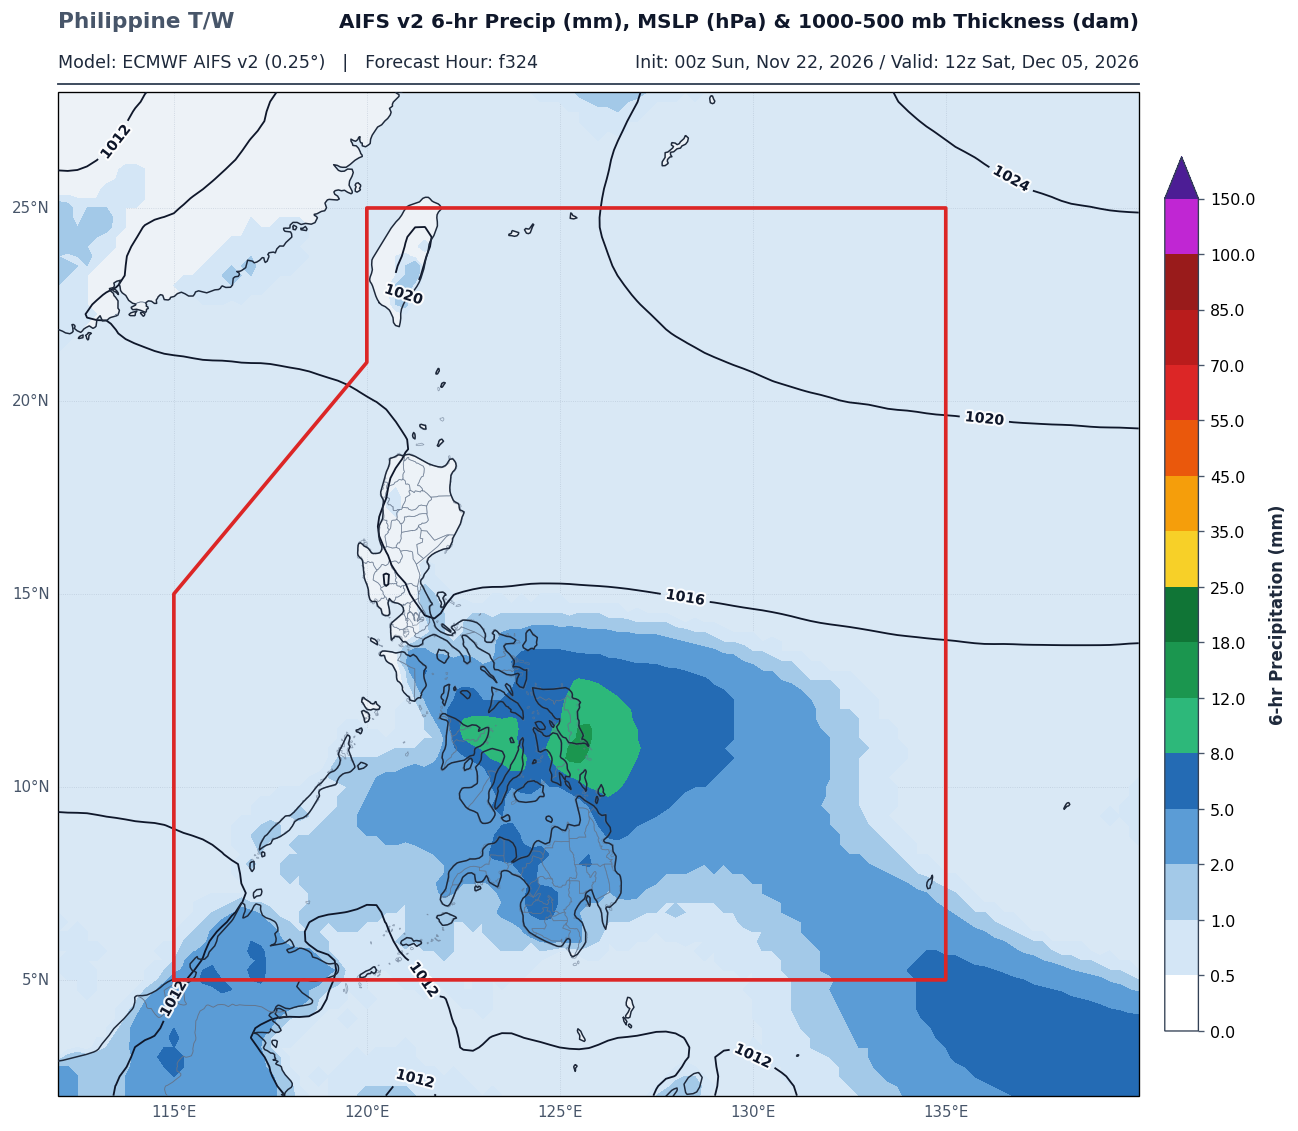 Philippine T/W
AIFS v2 6-hr Precip (mm), MSLP (hPa) & 1000-500 mb Thickness (dam)
Model: ECMWF AIFS v2 (0.25°) | Forecast Hour: f324
Init: 00z Sun, Nov 22, 2026 / Valid: 12z Sat, Dec 05, 2026
1012
1024
25°N
1020
20°N
1020
15°N
1016
10°N
5°N
1012
1012
1012
1012
115°E
120°E
125°E
130°E
135°E
150.0
100.0
85.0
70.0
55.0
45.0
35.0
25.0
18.0
12.0
8.0
5.0
2.0
1.0
0.5
0.0
6-hr Precipitation (mm)